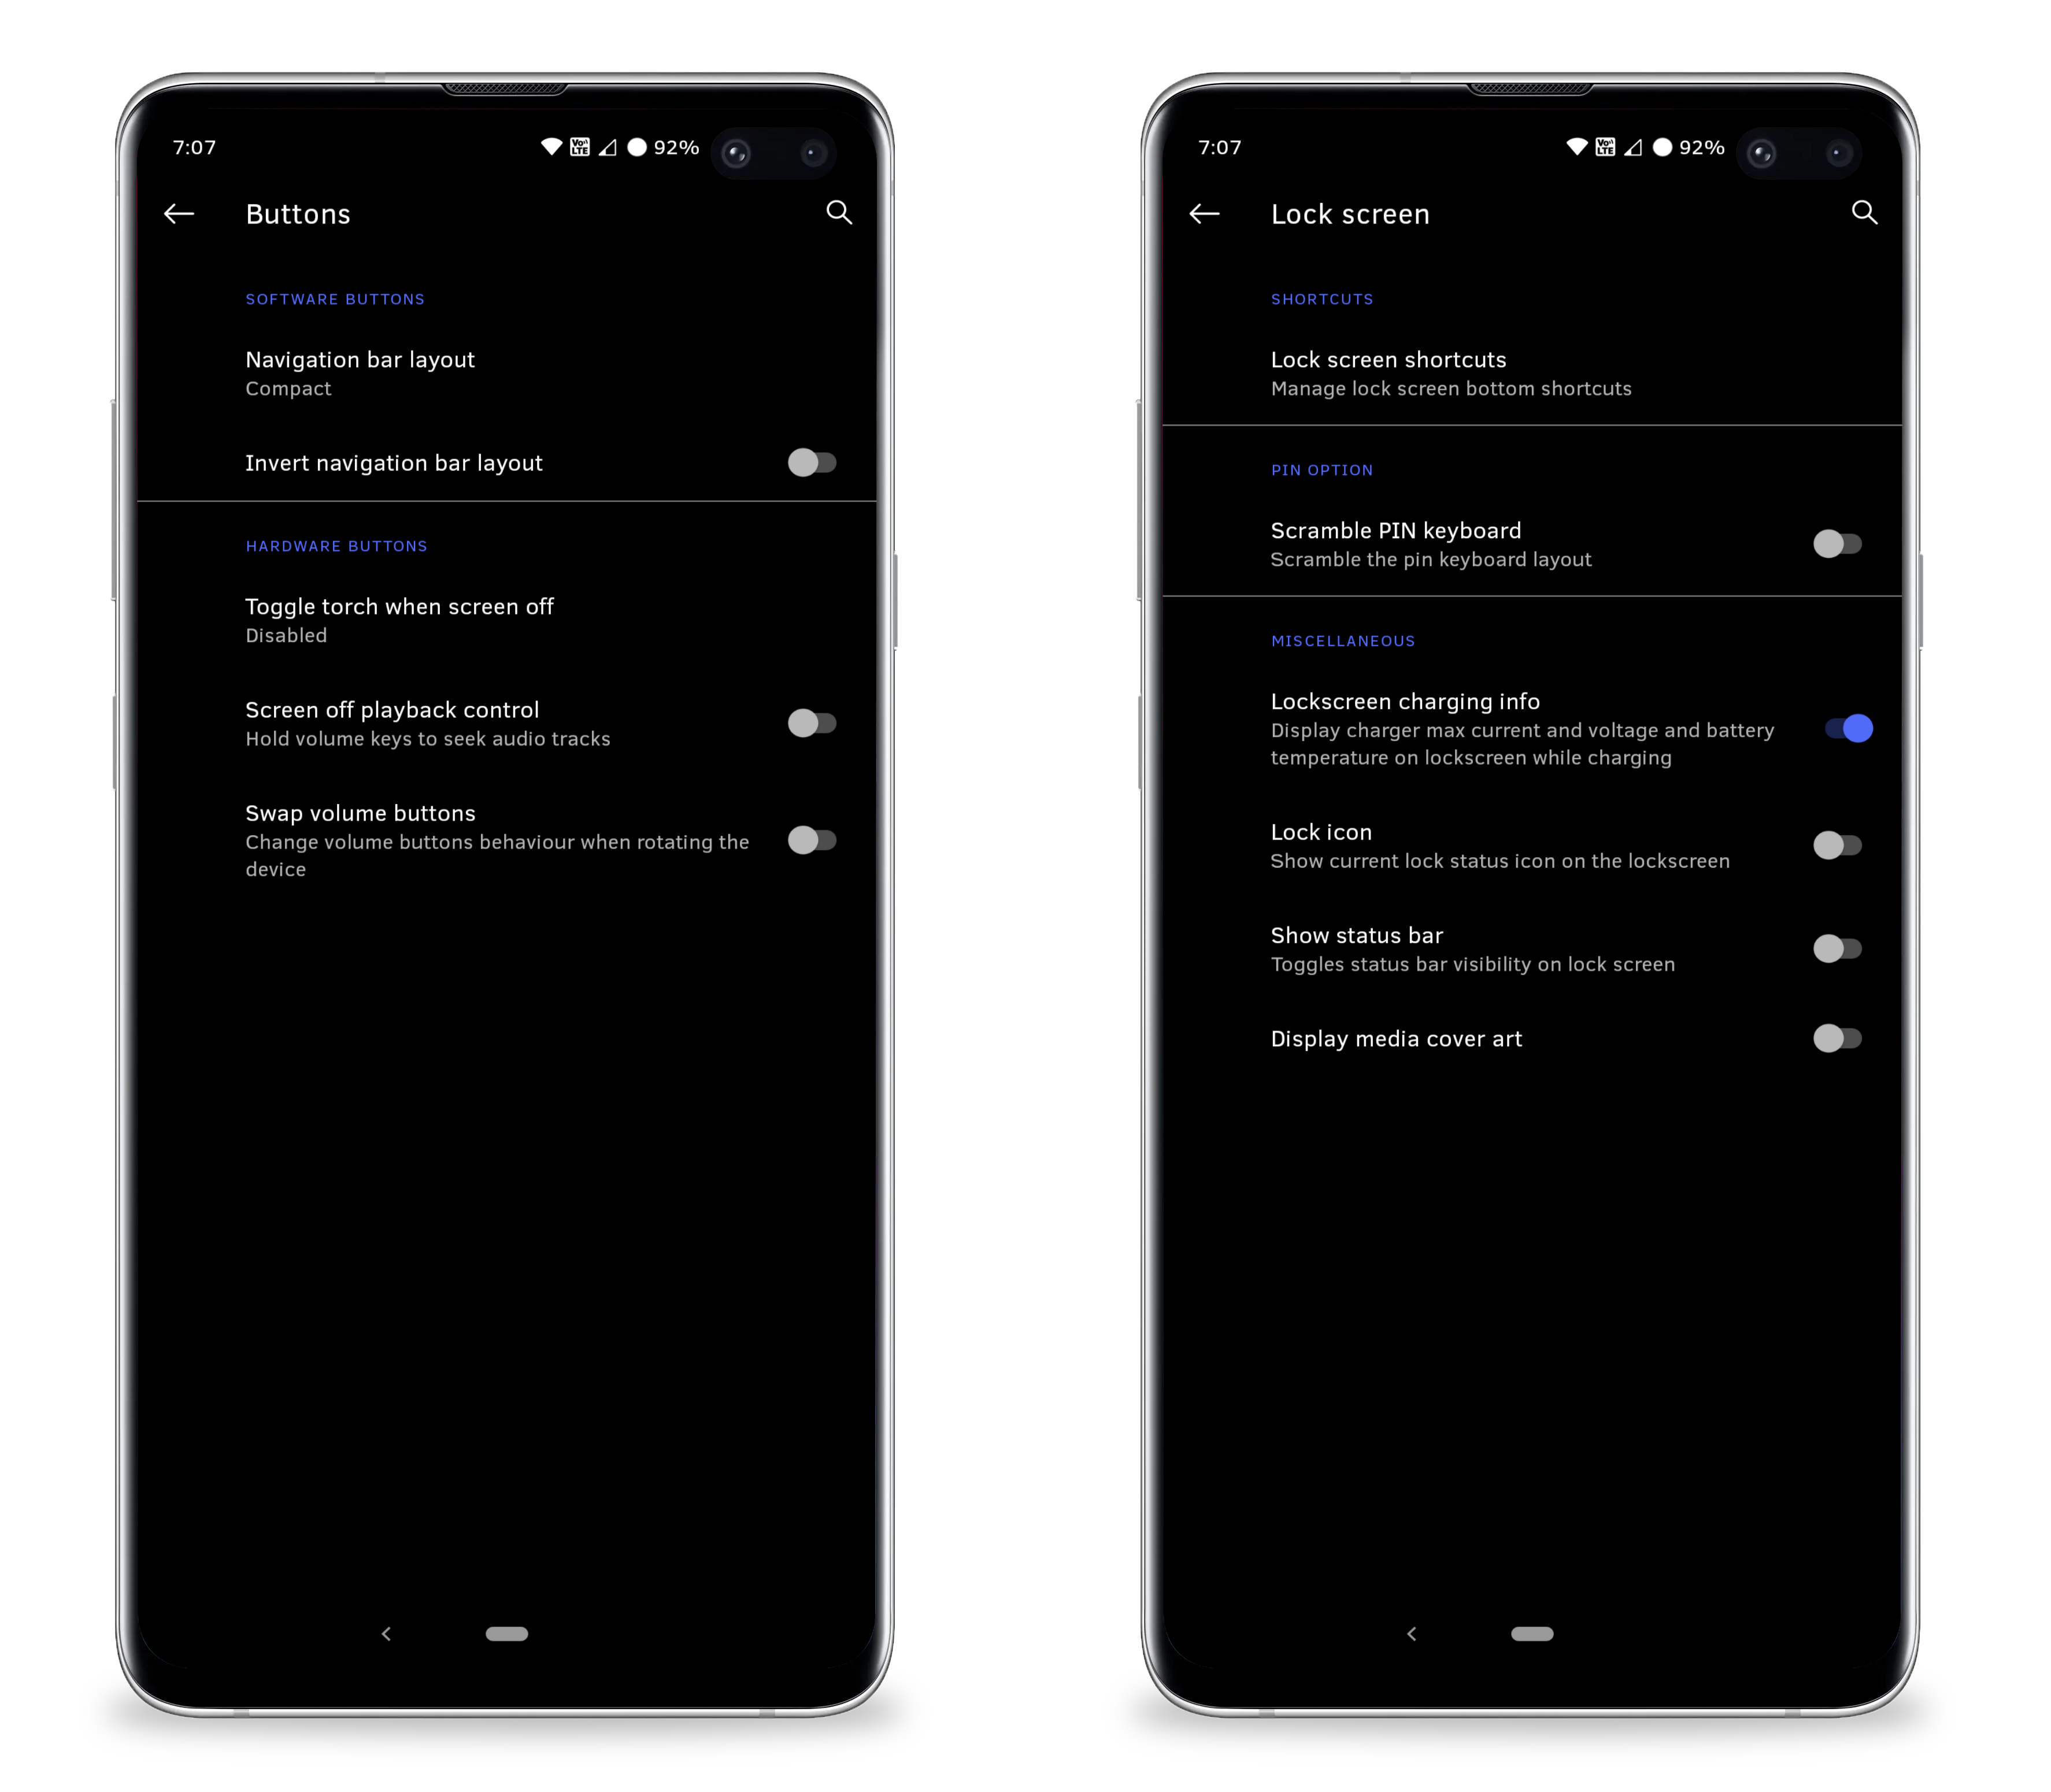 7:07
92%
Buttons
SOFTWARE BUTTONS
Navigation bar layout
Compact
Invert navigation bar layout
HARDWARE BUTTONS
Toggle torch when screen off
Disabled
Screen off playback control
Hold volume keys to seek audio tracks
Swap volume buttons
Change volume buttons behaviour when rotating the
device
7:07
92%
Lock screen
SHORTCUTS
Lock screen shortcuts
Manage lock screen bottom shortcuts
PIN OPTION
Scramble PIN keyboard
Scramble the pin keyboard layout
MISCELLANEOUS
Lockscreen charging info
Display charger max current and voltage and battery
temperature on lockscreen while charging
Lock icon
Show current lock status icon on the lockscreen
Show status bar
Toggles status bar visibility on lock screen
Display media cover art